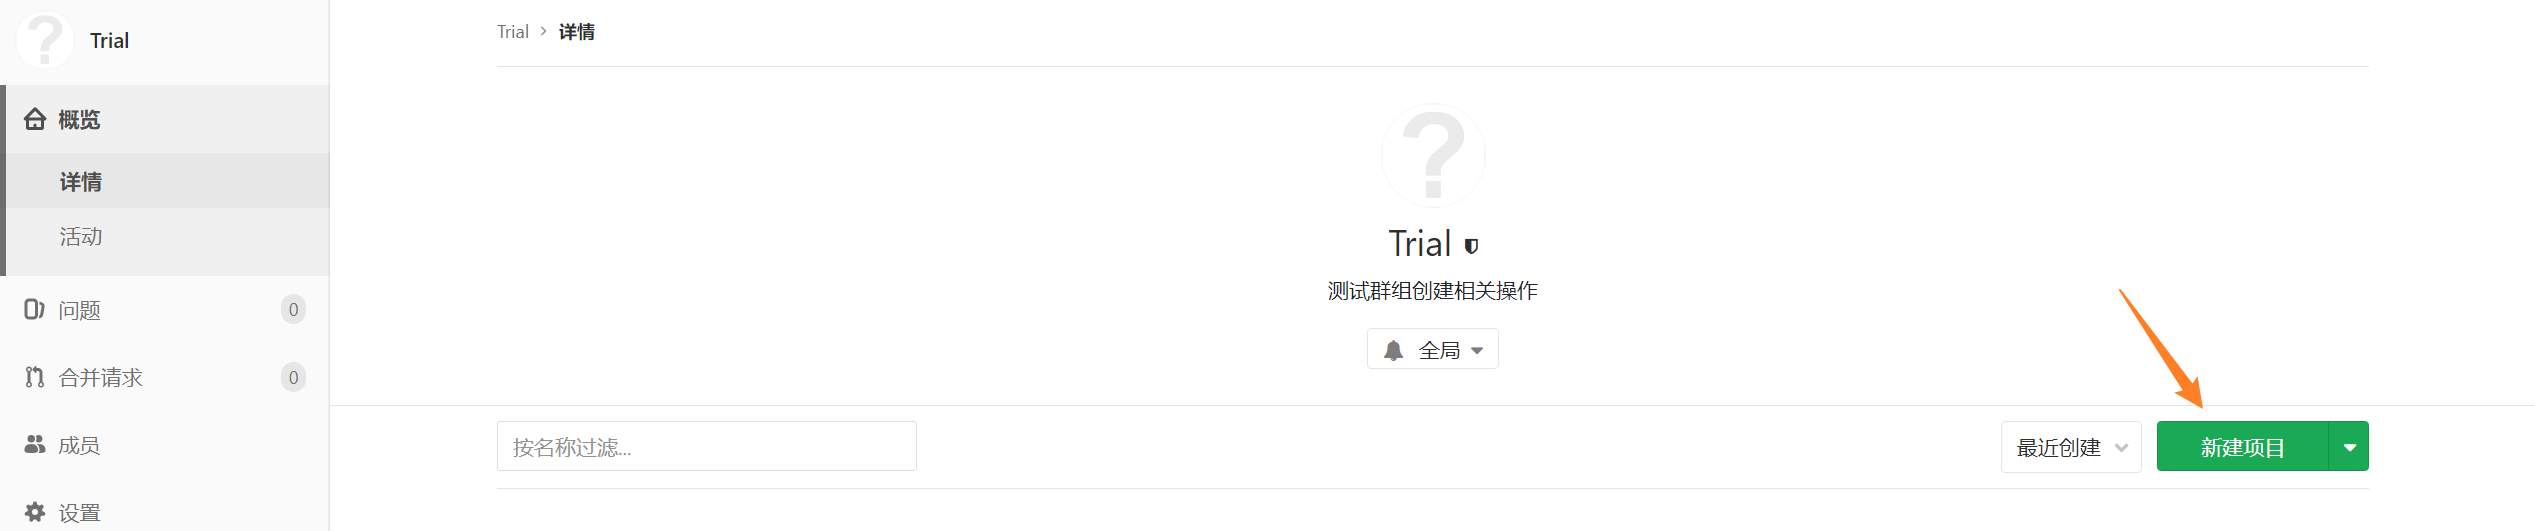 Trial
概览
详情
活动
问题 0
合并请求 0
成员
设置
Trial > 详情
Trial
测试群组创建相关操作
全局
按名称过滤...
最近创建
新建项目